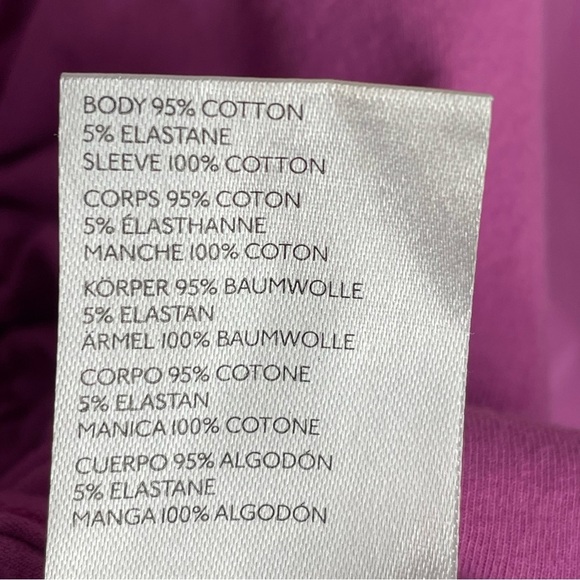 BODY 95% COTTON
5% ELASTANE
SLEEVE 100% COTTON
CORPS 95% COTON
5% ÉLASTHANNE
MANCHE 100% COTON
KÖRPER 95% BAUMWOLLE
5% ELASTAN
ÄRMEL 100% BAUMWOLLE
CORPO 95% COTONE
5% ELASTAN
MANICA 100% COTONE
CUERPO 95% ALGODÓN
5% ELASTANE
MANGA 100% ALGODÓN